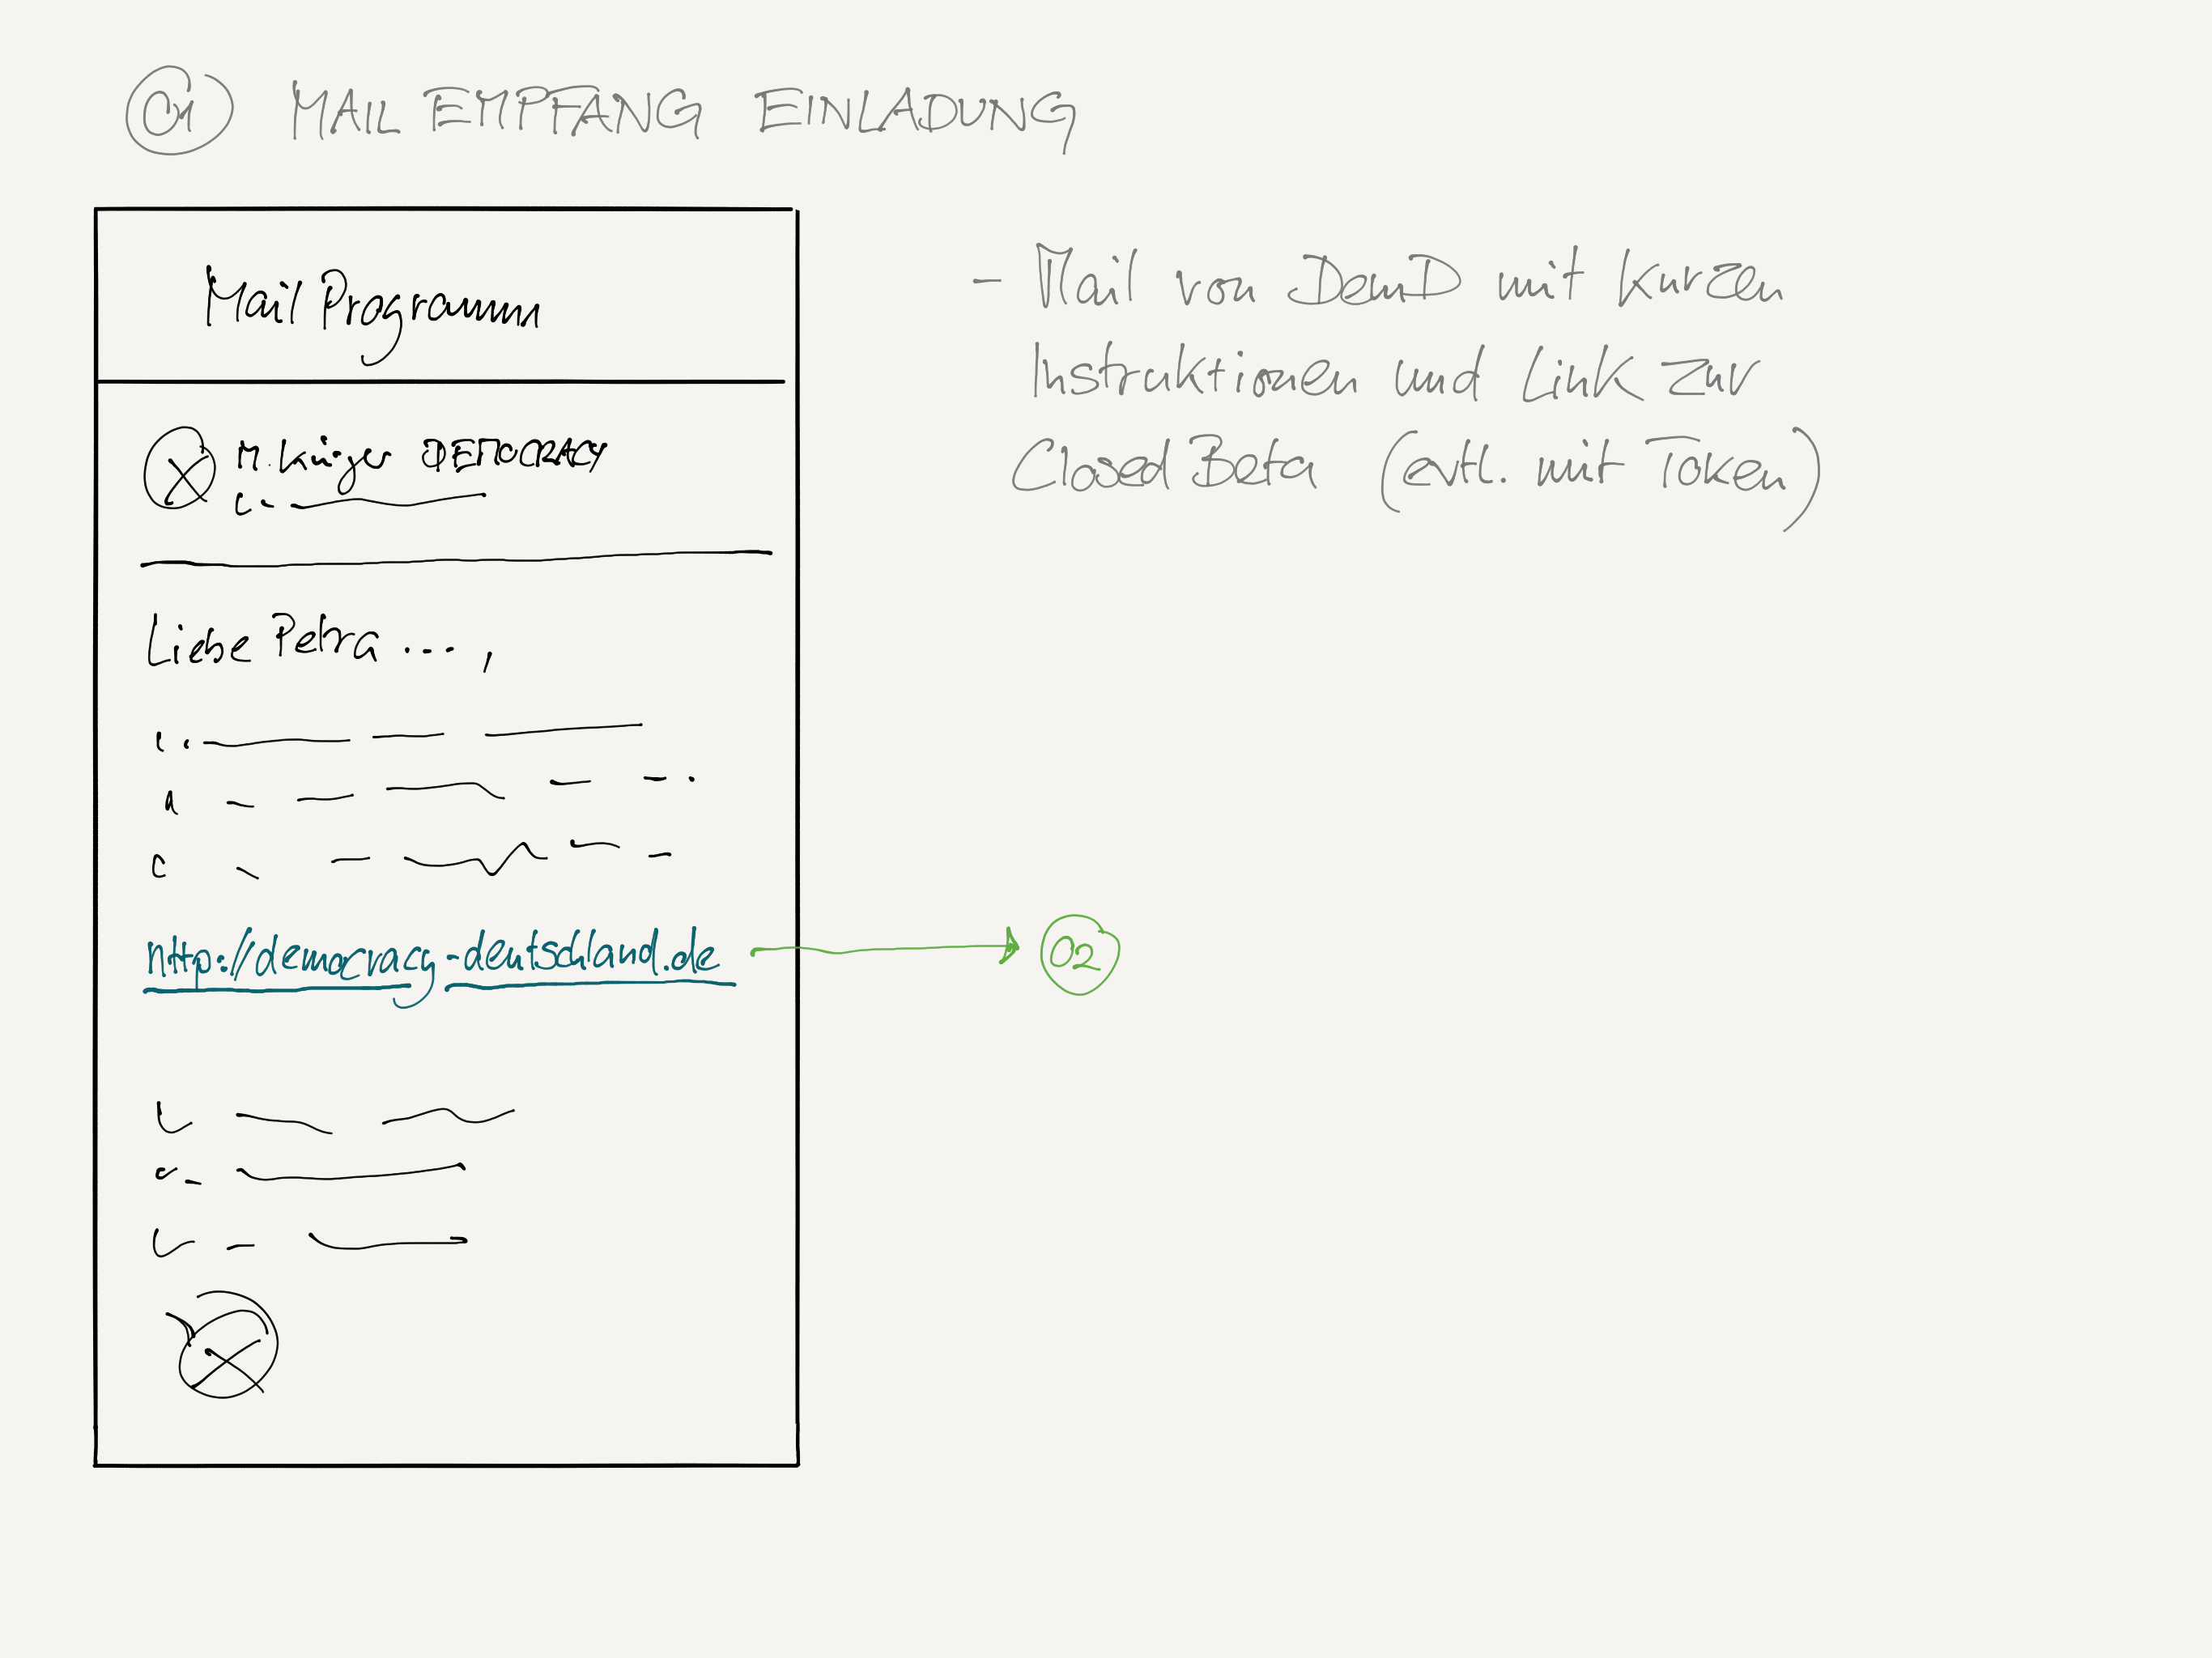 01 MAIL EMPFANG EINLADUNG
Mail Programm
M. DEMOCRACY
Liebe Petra ...,
http://democracy-deutschland.de
02
- Mail von DemD mit kurzen
Instruktionen und Link zur
Closed Beta (evtl. mit Token)